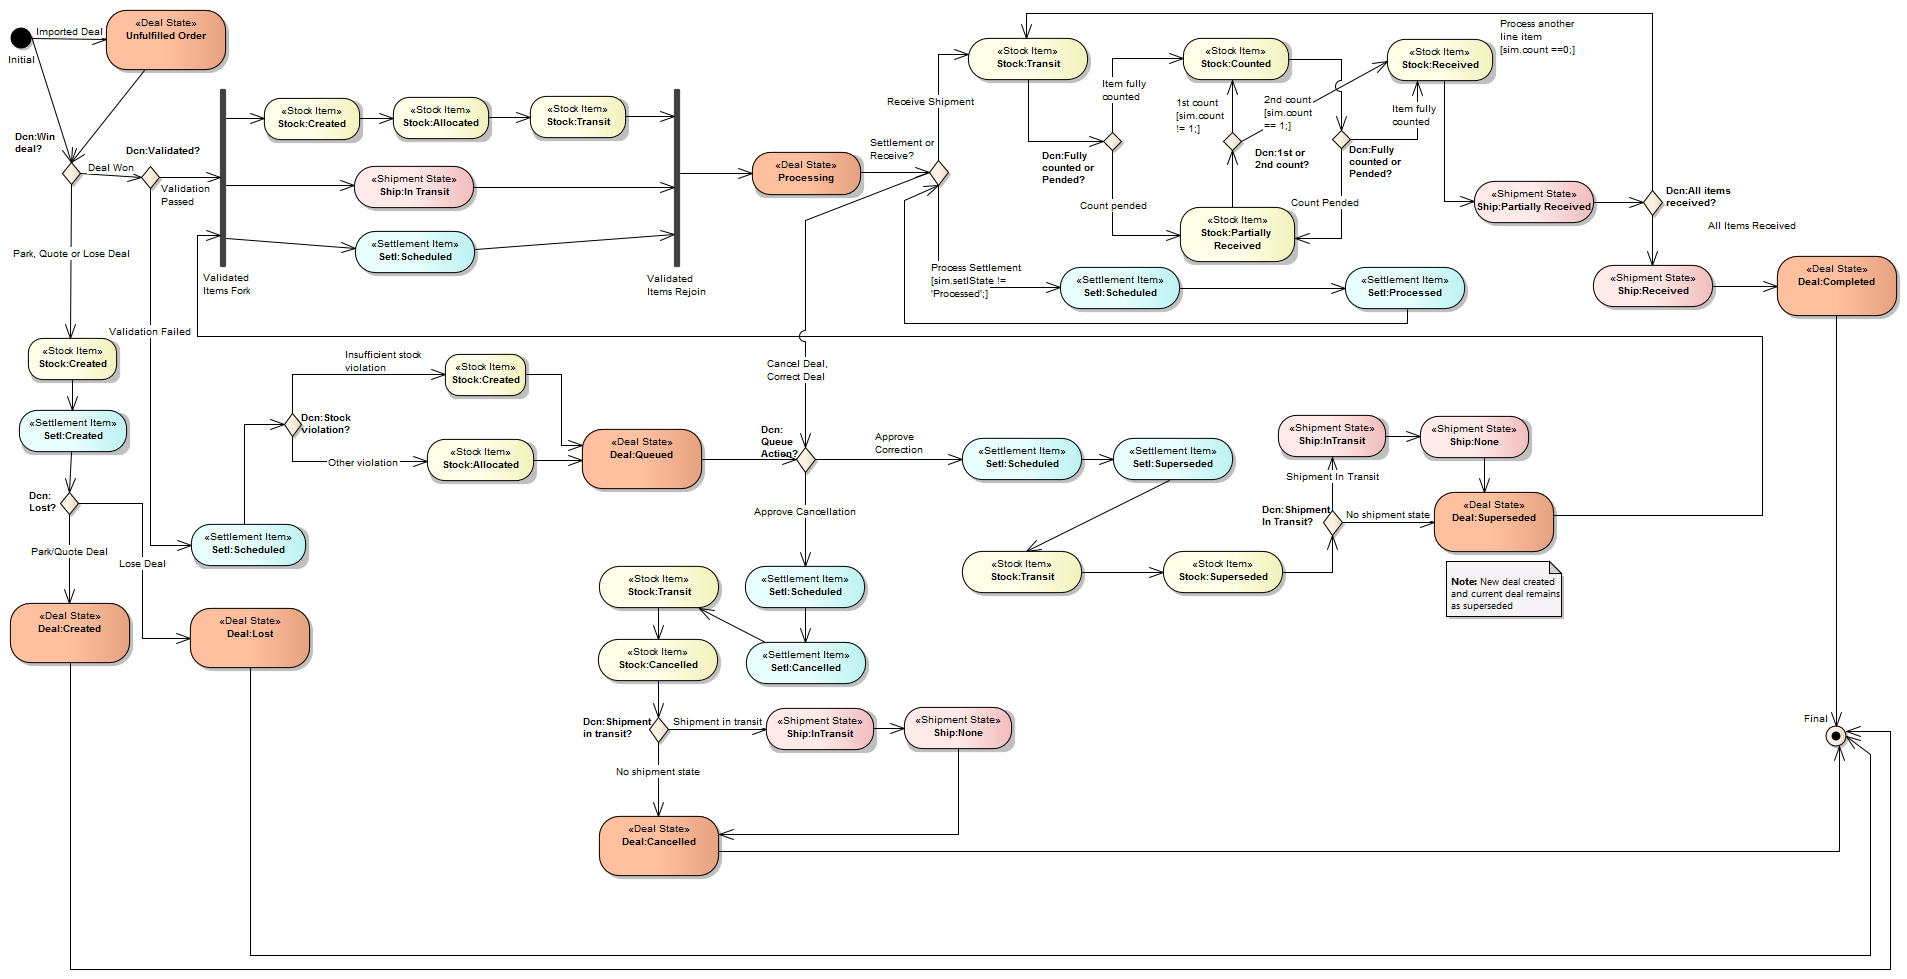 Initial
Imported Deal
«Deal State»
Unfulfilled Order
Dcn:Win
deal?
Deal Won
Dcn:Validated?
Validation
Passed
Validation Failed
Park, Quote or Lose Deal
«Stock Item»
Stock:Created
«Settlement Item»
Setl:Created
Dcn:
Lost?
Park/Quote Deal
Lose Deal
«Deal State»
Deal:Created
«Deal State»
Deal:Lost
Validated
Items Fork
«Stock Item»
Stock:Created
«Stock Item»
Stock:Allocated
«Stock Item»
Stock:Transit
«Shipment State»
Ship:In Transit
«Settlement Item»
Setl:Scheduled
Validated
Items Rejoin
«Deal State»
Processing
Settlement or
Receive?
Receive Shipment
Process Settlement
[sim.setlState !=
'Processed';]
«Settlement Item»
Setl:Scheduled
«Settlement Item»
Setl:Processed
«Stock Item»
Stock:Transit
Dcn:Fully
counted or
Pended?
Item fully
counted
Count pended
«Stock Item»
Stock:Counted
1st count
[sim.count
!= 1;]
2nd count
[sim.count
== 1;]
Dcn:1st or
2nd count?
«Stock Item»
Stock:Partially
Received
Dcn:Fully
counted or
Pended?
Item fully
counted
Count Pended
«Stock Item»
Stock:Received
Process another
line item
[sim.count ==0;]
«Shipment State»
Ship:Partially Received
Dcn:All items
received?
All Items Received
«Shipment State»
Ship:Received
«Deal State»
Deal:Completed
«Settlement Item»
Setl:Scheduled
Dcn:Stock
violation?
Insufficient stock
violation
Other violation
«Stock Item»
Stock:Created
«Stock Item»
Stock:Allocated
«Deal State»
Deal:Queued
Cancel Deal,
Correct Deal
Dcn:
Queue
Action?
Approve
Correction
Approve Cancellation
«Settlement Item»
Setl:Scheduled
«Settlement Item»
Setl:Superseded
«Stock Item»
Stock:Transit
«Stock Item»
Stock:Superseded
Dcn:Shipment
In Transit?
Shipment In Transit
No shipment state
«Shipment State»
Ship:InTransit
«Shipment State»
Ship:None
«Deal State»
Deal:Superseded
Note: New deal created
and current deal remains
as superseded
«Settlement Item»
Setl:Scheduled
«Settlement Item»
Setl:Cancelled
«Stock Item»
Stock:Transit
«Stock Item»
Stock:Cancelled
Dcn:Shipment
in transit?
Shipment in transit
No shipment state
«Shipment State»
Ship:InTransit
«Shipment State»
Ship:None
«Deal State»
Deal:Cancelled
Final